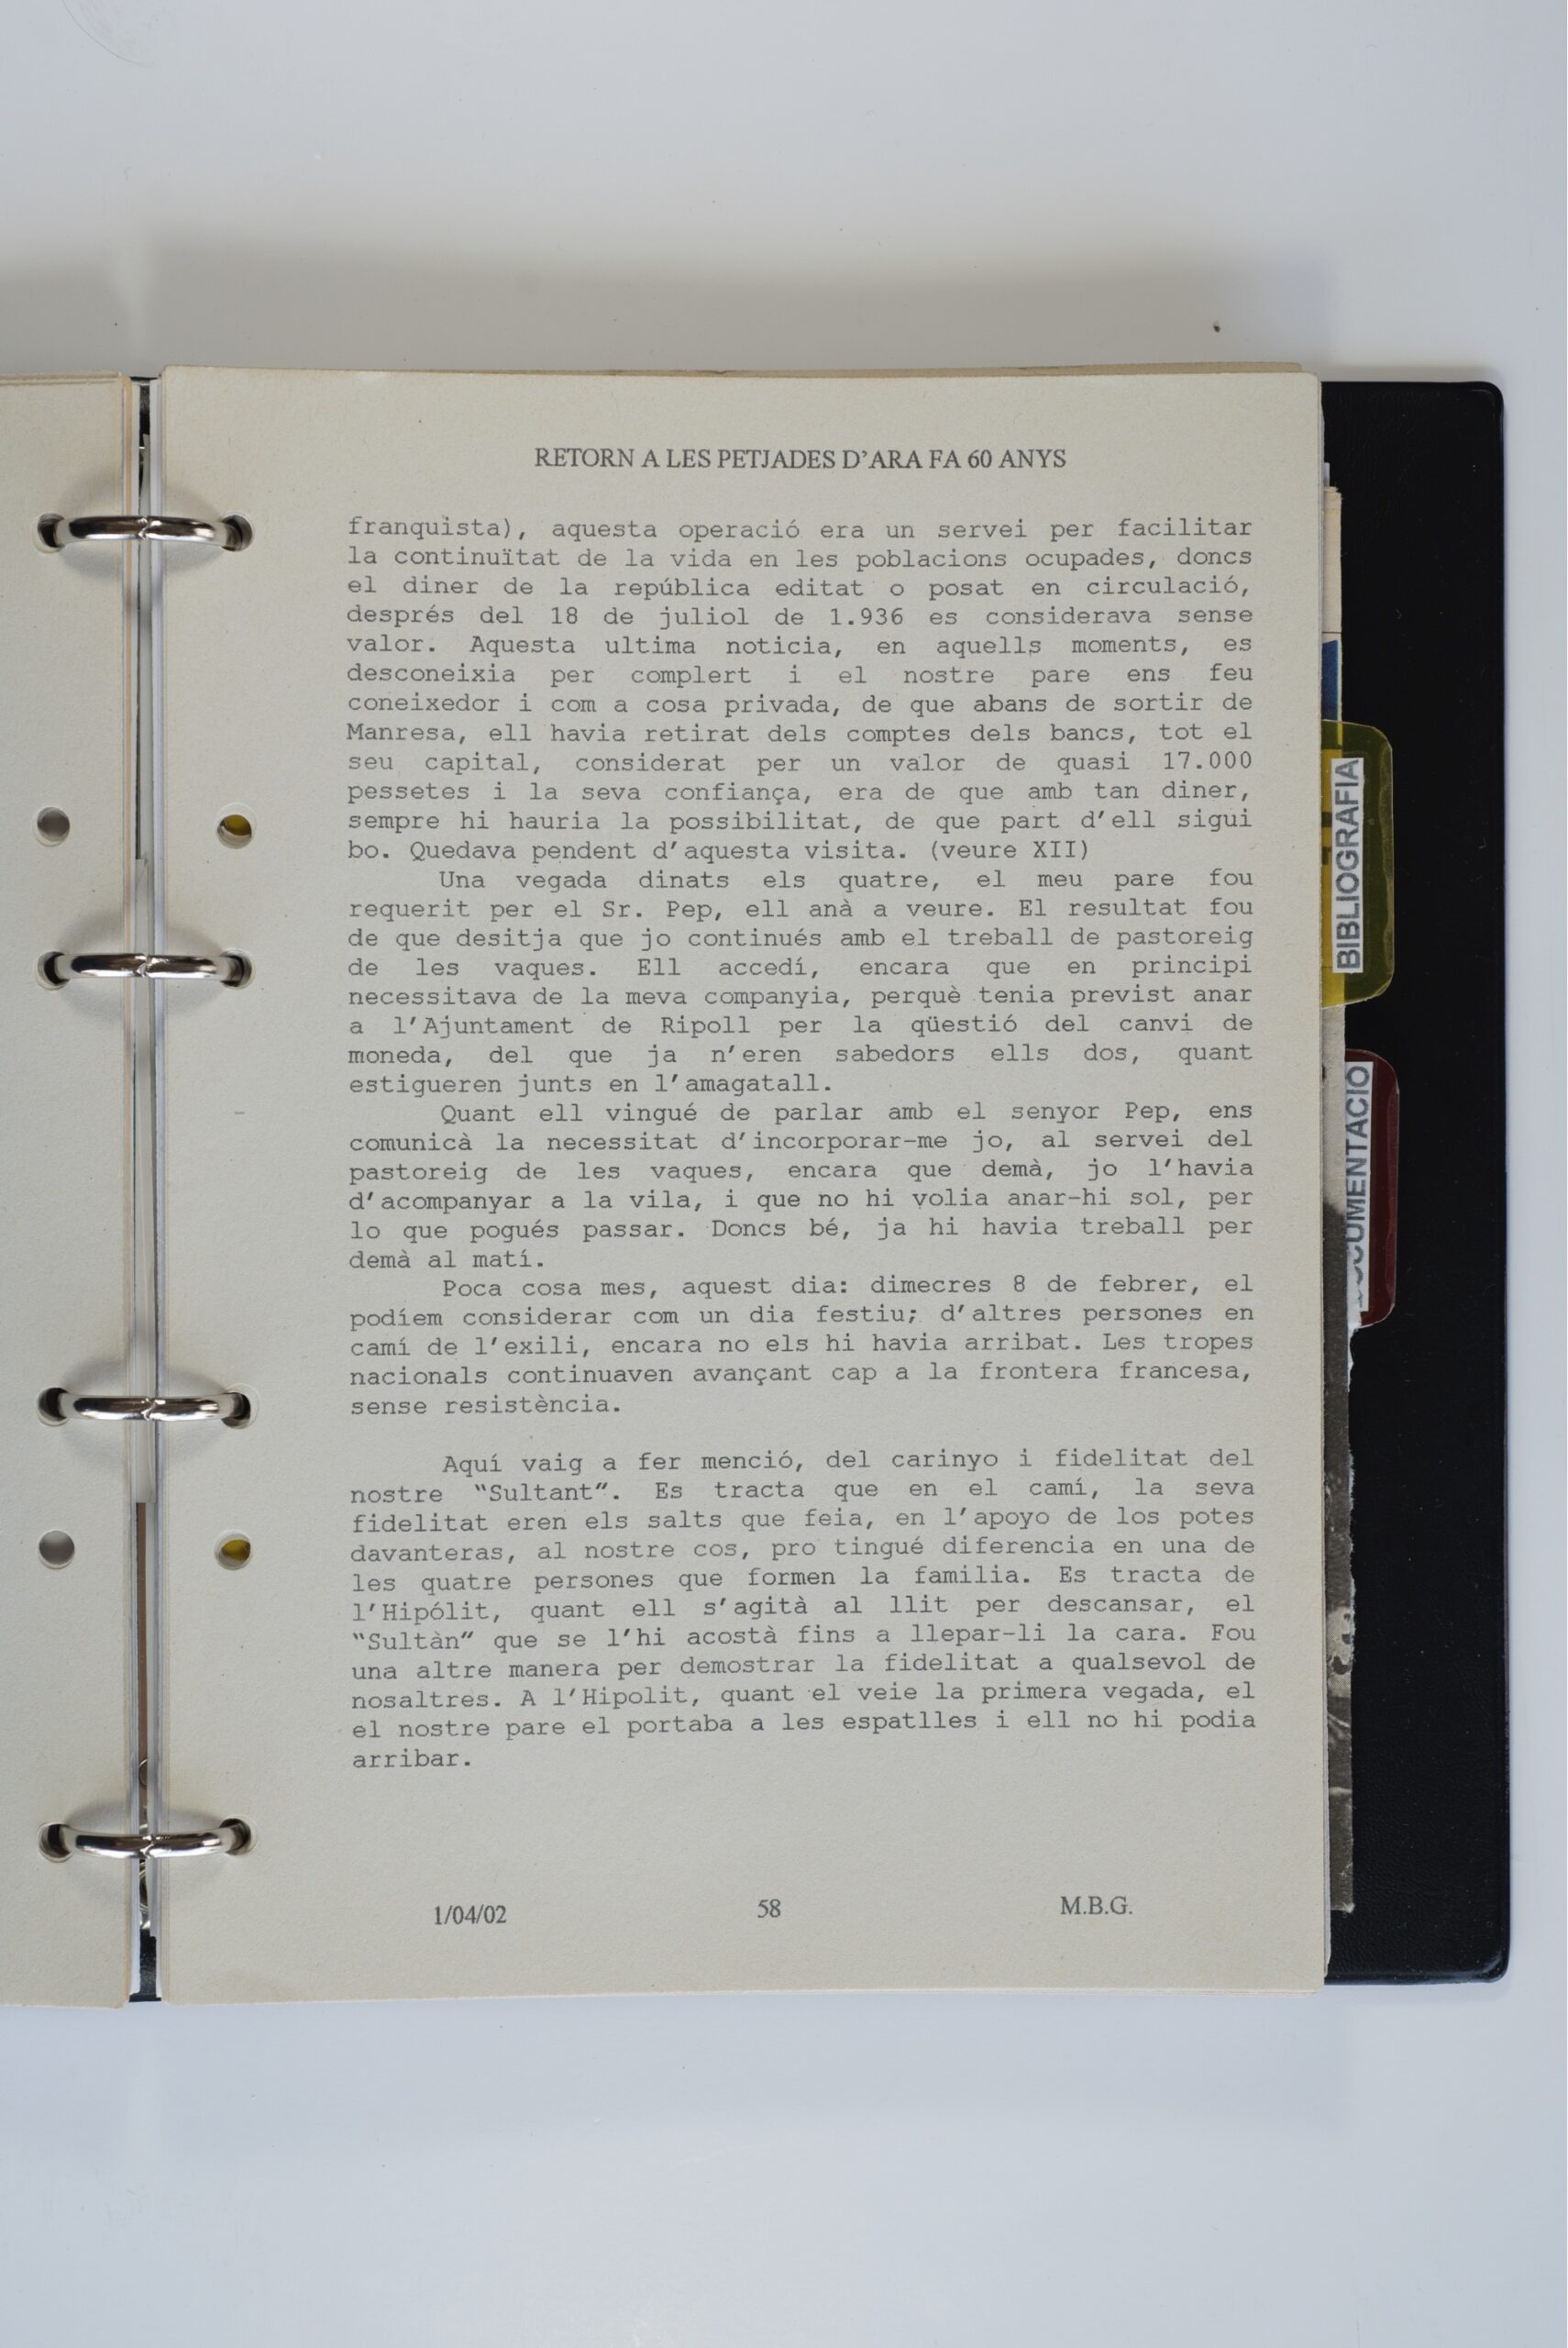 RETORN A LES PETJADES D'ARA FA 60 ANYS
franquista), aquesta operació era un servei per facilitar
la continuïtat de la vida en les poblacions ocupades, doncs
el diner de la república editat o posat en circulació,
després del 18 de juliol de 1.936 es considerava sense
valor. Aquesta ultima noticia, en aquells moments, es
desconeixia per complert i el nostre pare ens feu
coneixedor i com a cosa privada, de que abans de sortir de
Manresa, ell havia retirat dels comptes dels bancs, tot el
seu capital, considerat per un valor de quasi 17.000
pessetes i la seva confiança, era de que amb tan diner,
sempre hi hauria la possibilitat, de que part d'ell sigui
bo. Quedava pendent d'aquesta visita. (veure XII)
Una vegada dinats els quatre, el meu pare fou
requerit per el Sr. Pep, ell anà a veure. El resultat fou
de que desitja que jo continués amb el treball de pastoreig
de les vaques. Ell accedí, encara que en principi
necessitava de la meva companyia, perquè tenia previst anar
a l'Ajuntament de Ripoll per la qüestió del canvi de
moneda, del que ja n'eren sabedors ells dos, quant
estigueren junts en l'amagatall.
Quant ell vingué de parlar amb el senyor Pep, ens
comunicà la necessitat d'incorporar-me jo, al servei del
pastoreig de les vaques, encara que demà, jo l'havia
d'acompanyar a la vila, i que no hi volia anar-hi sol, per
lo que pogués passar. Doncs bé, ja hi havia treball per
demà al matí.
Poca cosa mes, aquest dia: dimecres 8 de febrer, el
podíem considerar com un dia festiu; d'altres persones en
camí de l'exili, encara no els hi havia arribat. Les tropes
nacionals continuaven avançant cap a la frontera francesa,
sense resistència.
Aquí vaig a fer menció, del carinyo i fidelitat del
nostre "Sultant". Es tracta que en el camí, la seva
fidelitat eren els salts que feia, en l'apoyo de los potes
davanteras, al nostre cos, pro tingué diferencia en una de
les quatre persones que formen la familia. Es tracta de
l'Hipólit, quant ell s'agità al llit per descansar, el
"Sultàn" que se l'hi acostà fins a llepar-li la cara. Fou
una altre manera per demostrar la fidelitat a qualsevol de
nosaltres. A l'Hipolit, quant el veie la primera vegada, el
el nostre pare el portaba a les espatlles i ell no hi podia
arribar.
1/04/02 58 M.B.G.
BIBLIOGRAFIA